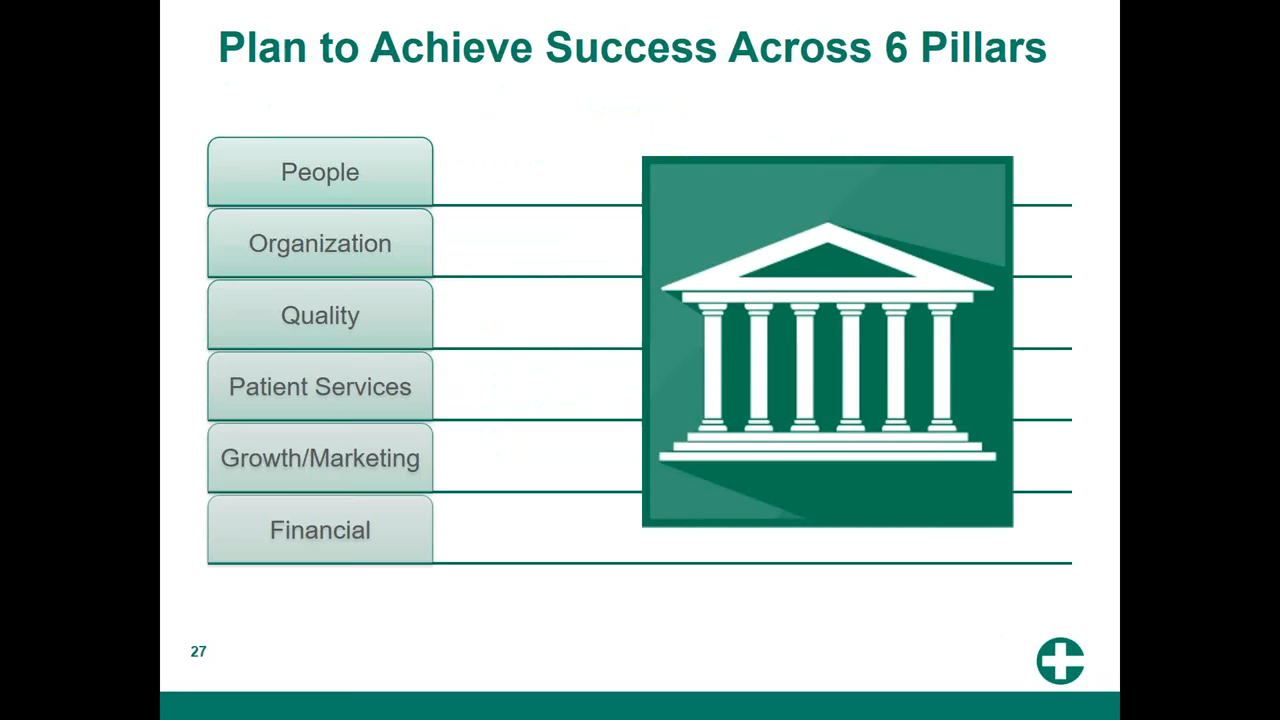 Plan to Achieve Success Across 6 Pillars
People
Organization
Quality
Patient Services
Growth/Marketing
Financial
27